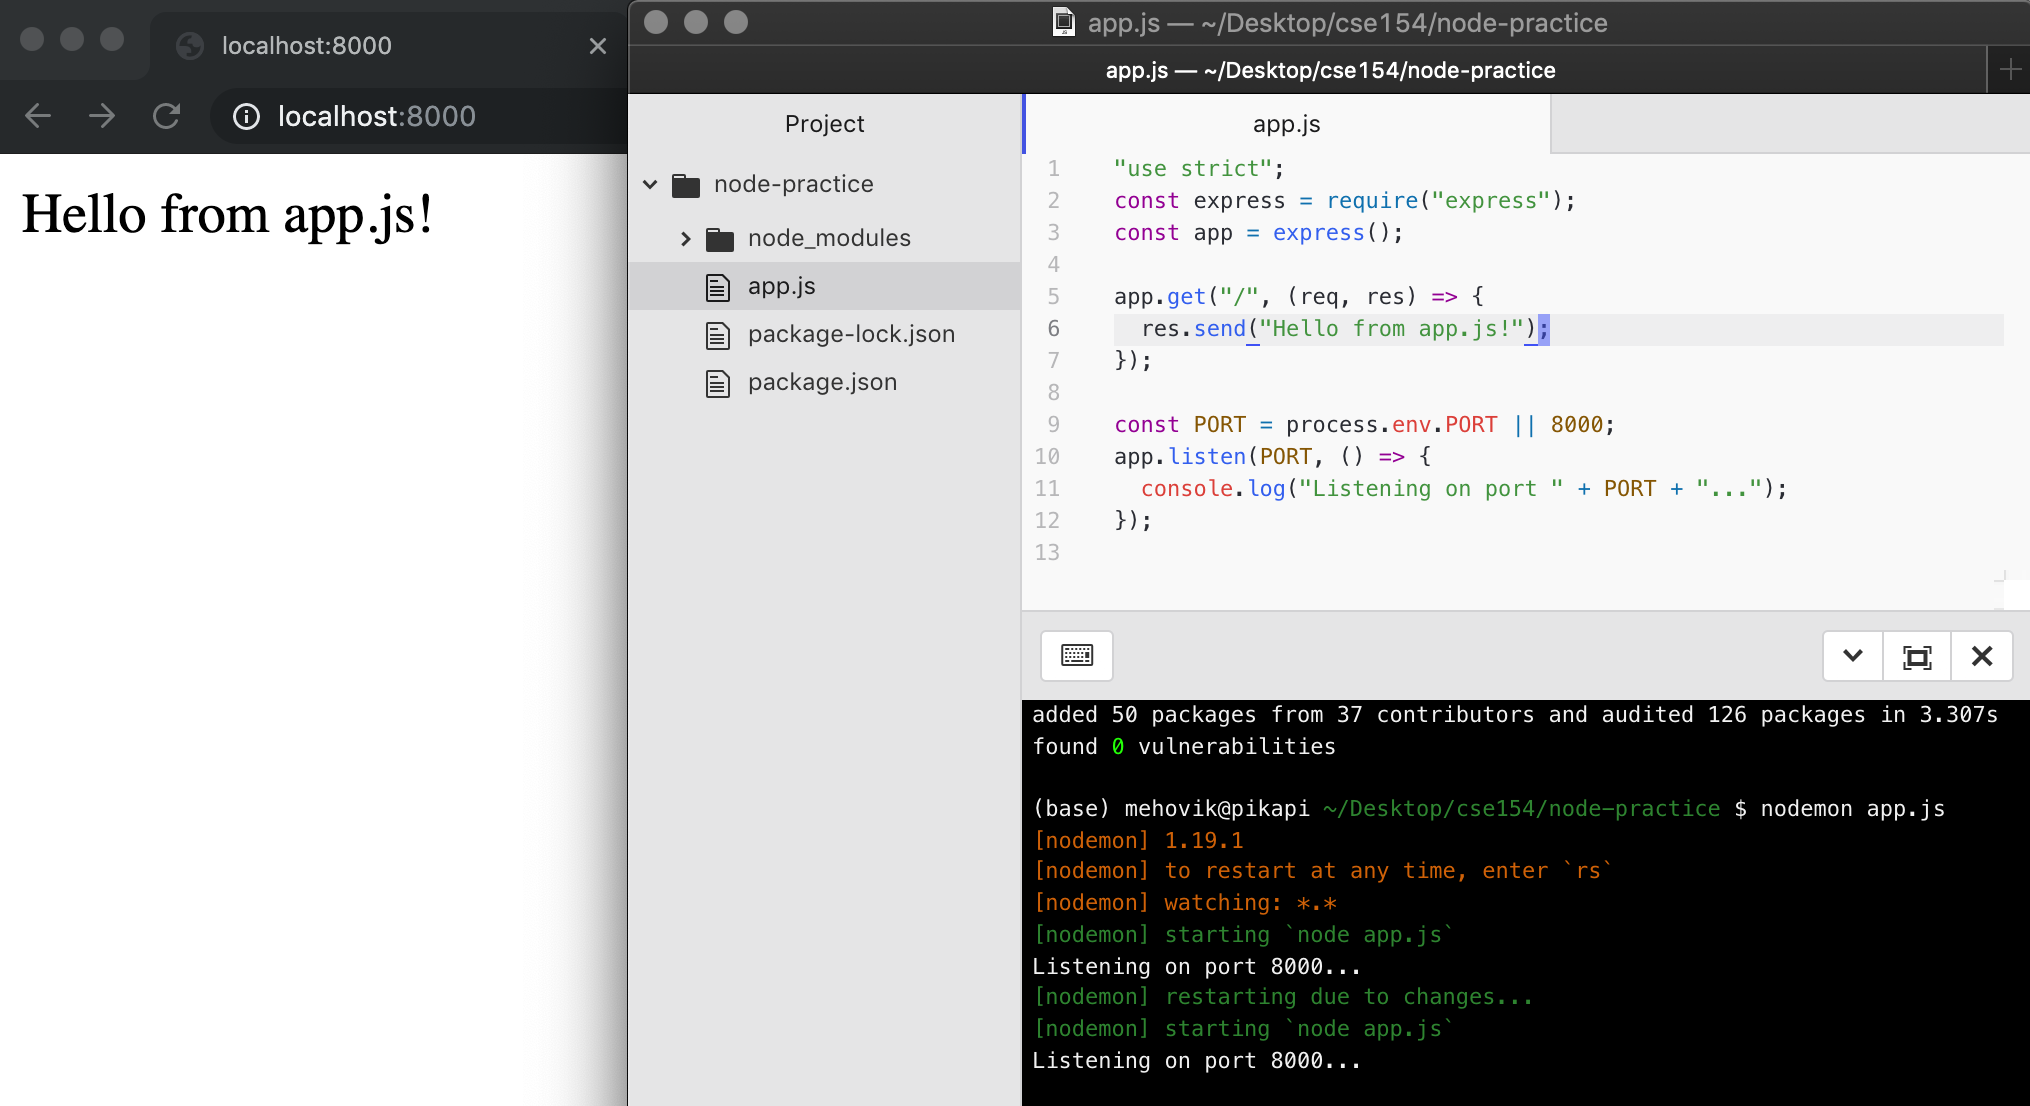 localhost:8000
localhost:8000
Hello from app.js!
app.js — ~/Desktop/cse154/node-practice
app.js — ~/Desktop/cse154/node-practice
Project
node-practice
node_modules
app.js
package-lock.json
package.json
app.js
1 "use strict";
2 const express = require("express");
3 const app = express();
4
5 app.get("/", (req, res) => {
6 res.send("Hello from app.js!");
7 });
8
9 const PORT = process.env.PORT || 8000;
10 app.listen(PORT, () => {
11 console.log("Listening on port " + PORT + "...");
12 });
13
added 50 packages from 37 contributors and audited 126 packages in 3.307s
found 0 vulnerabilities
(base) mehovik@pikapi ~/Desktop/cse154/node-practice $ nodemon app.js
[nodemon] 1.19.1
[nodemon] to restart at any time, enter `rs`
[nodemon] watching: *.*
[nodemon] starting `node app.js`
Listening on port 8000...
[nodemon] restarting due to changes...
[nodemon] starting `node app.js`
Listening on port 8000...